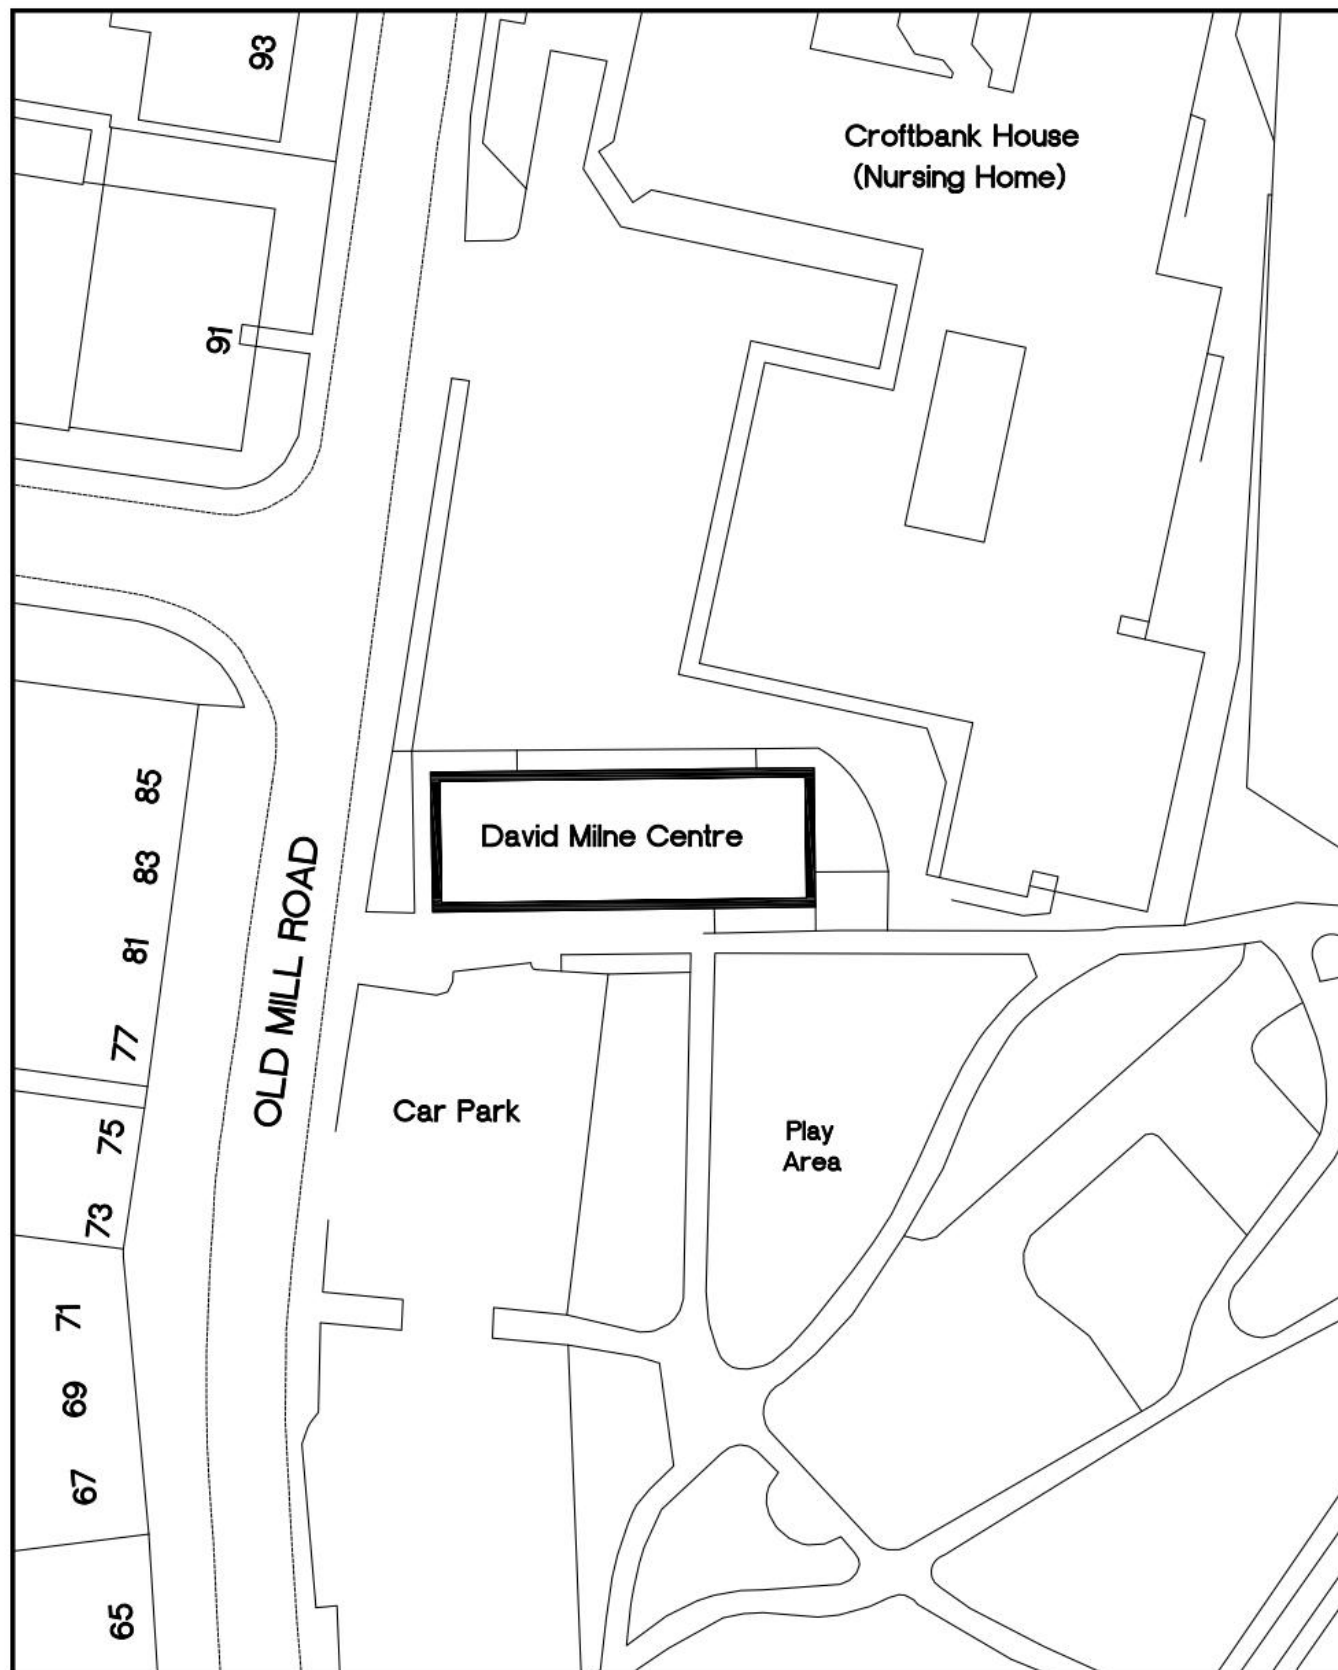 93
Croftbank House
(Nursing Home)
91
85
David Milne Centre
83
OLD MILL ROAD
81
77
Car Park
75
Play
Area
73
71
69
67
65